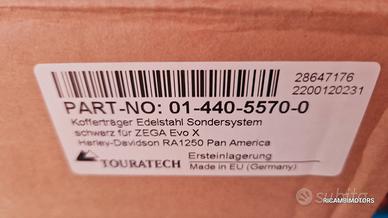 28647176
2200120231
PART-NO: 01-440-5570-0
Kofferträger Edelstahl Sondersystem
schwarz für ZEGA Evo X
Harley-Davidson RA1250 Pan America
TOURATECH
Ersteinlagerung
Made in EU (Germany)
subito
RICAMBIMOTORS